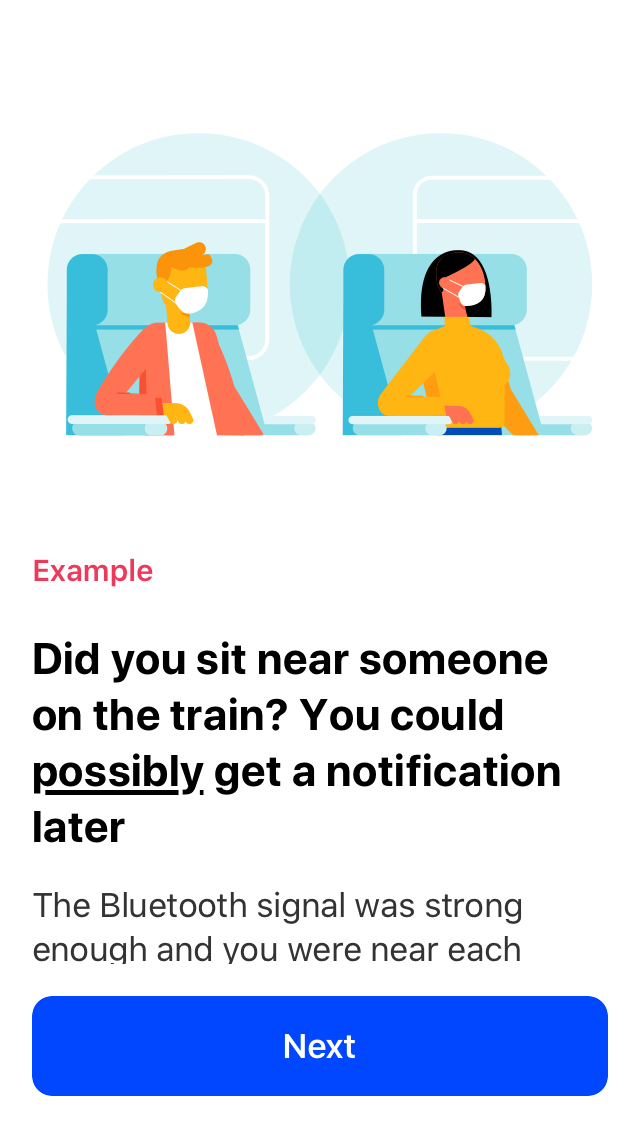 Example
Did you sit near someone
on the train? You could
possibly get a notification
later
The Bluetooth signal was strong
enough and you were near each
Next